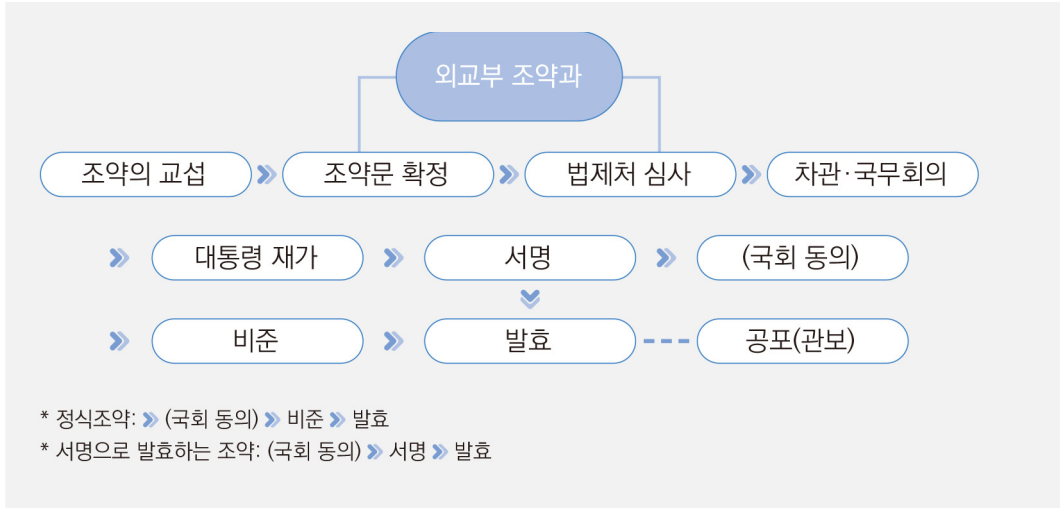 외교부 조약과
조약의 교섭 조약문 확정 법제처 심사 차관·국무회의
대통령 재가 서명 (국회 동의)
비준 발효 공포(관보)
* 정식조약: (국회 동의) 비준 발효
* 서명으로 발효하는 조약: (국회 동의) 서명 발효